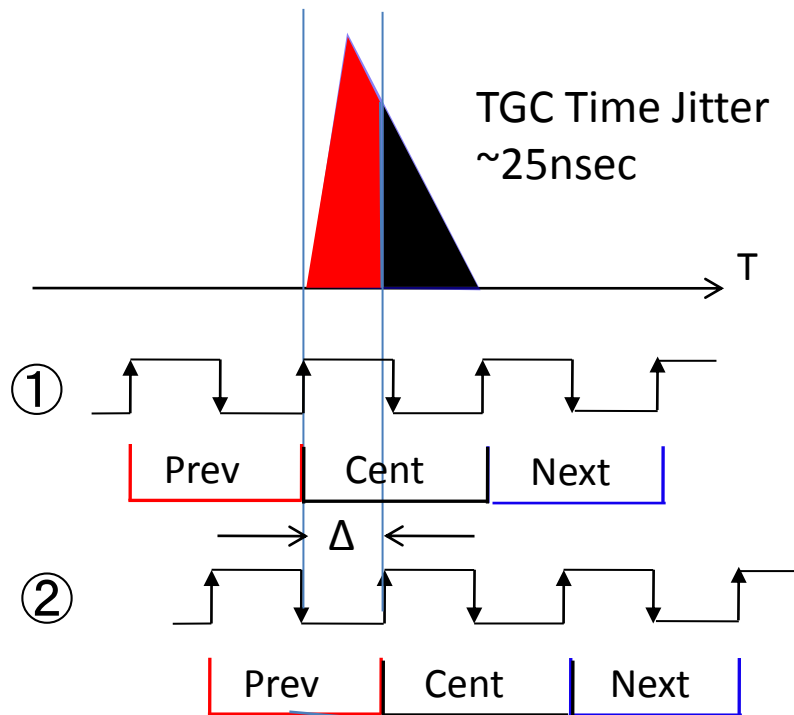 TGC Time Jitter
~25nsec
T
①
Prev Cent Next
Δ
②
Prev Cent Next